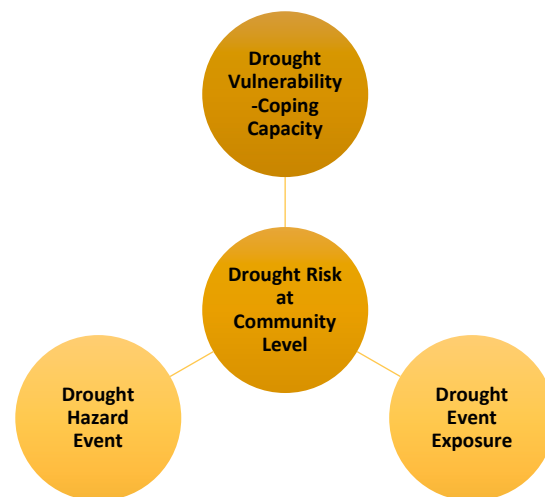 Drought
Vulnerability
-Coping
Capacity
Drought Risk
at
Community
Level
Drought
Hazard
Event
Drought
Event
Exposure